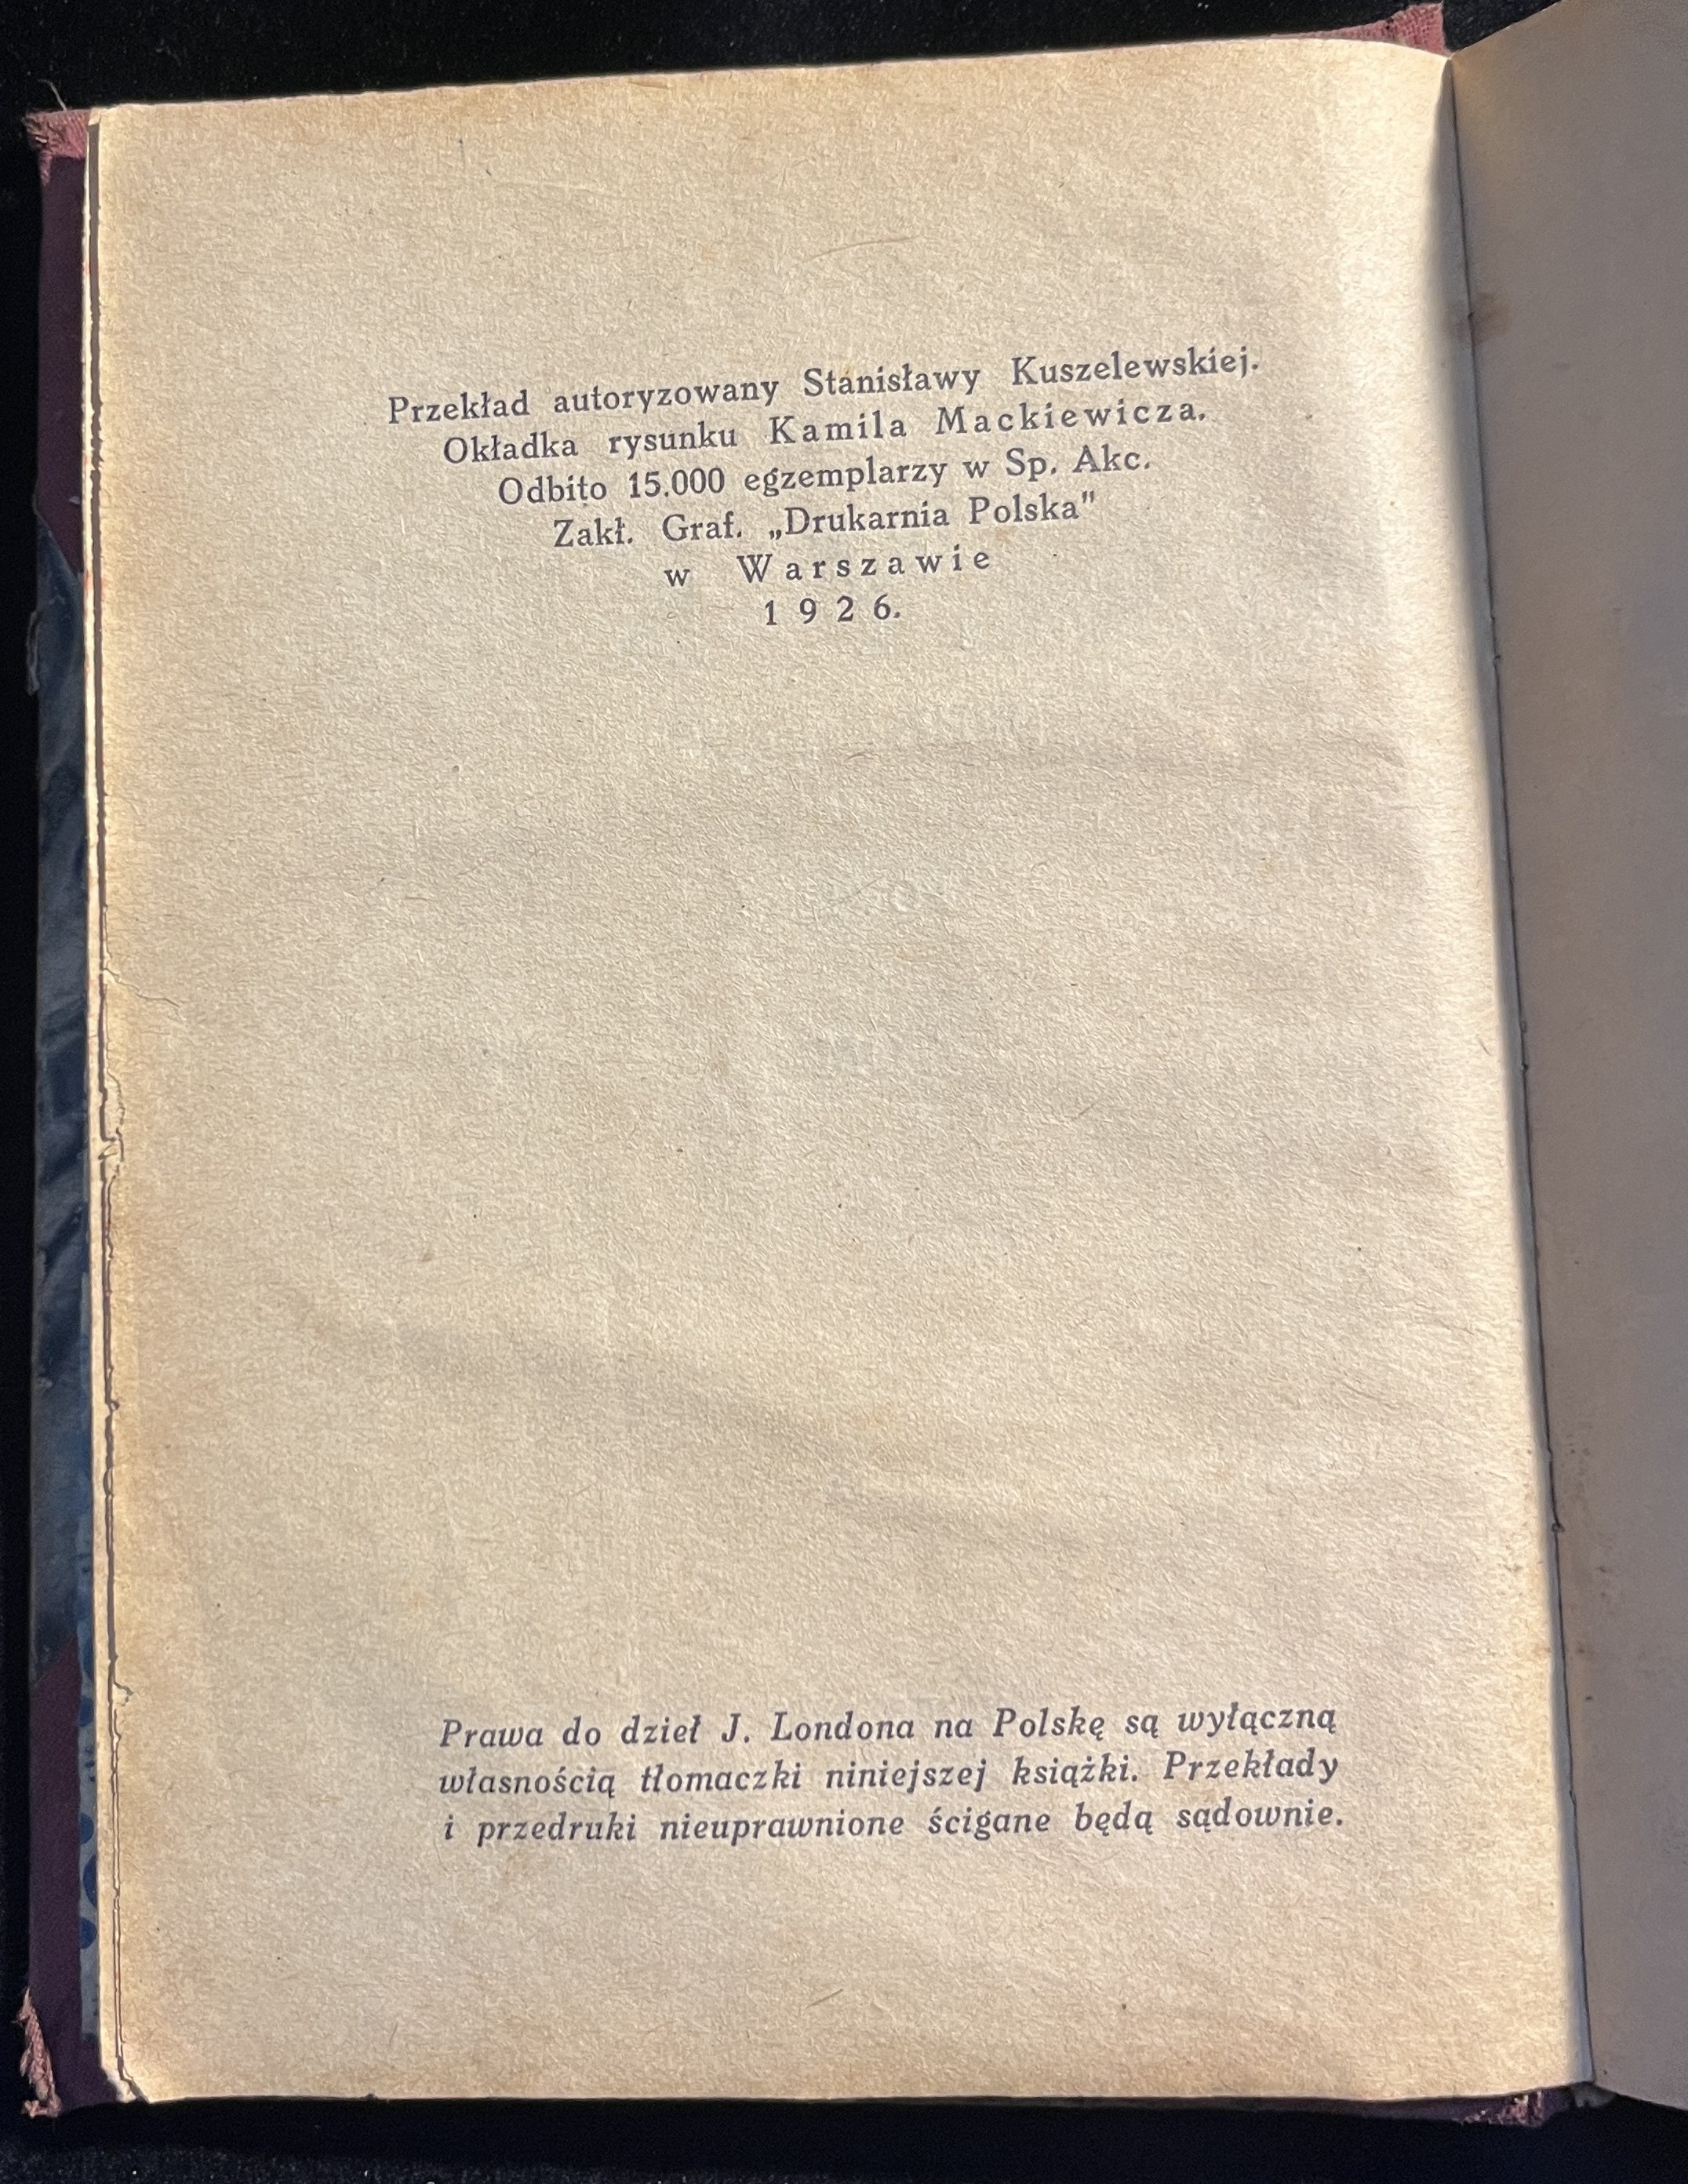 Przekład autoryzowany Stanisławy Kuszelewskiej.
Okładka rysunku Kamila Mackiewicza.
Odbito 15.000 egzemplarzy w Sp. Akc.
Zakł. Graf. „Drukarnia Polska"
w Warszawie
1926.
Prawa do dzieł J. Londona na Polskę są wyłączną
własnością tłomaczki niniejszej książki. Przekłady
i przedruki nieuprawnione ścigane będą sądownie.